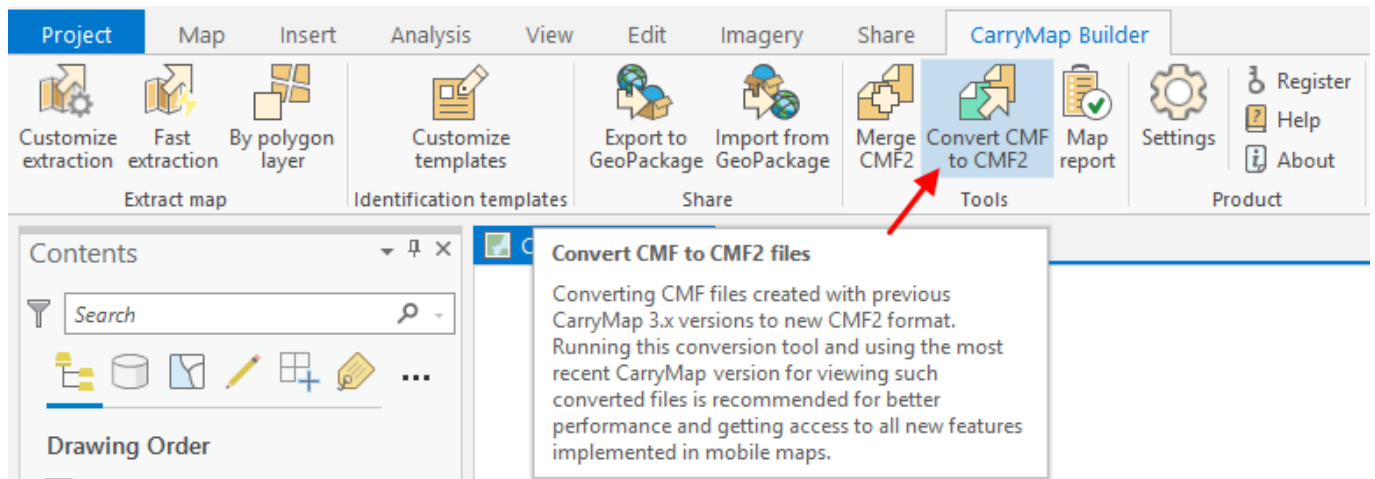 Project Map Insert Analysis View Edit Imagery Share CarryMap Builder
Customize extraction
Fast extraction
By polygon layer
Extract map
Customize templates
Identification templates
Export to GeoPackage
Import from GeoPackage
Share
Merge CMF2
Convert CMF to CMF2
Map report
Tools
Settings
Register
Help
About
Product
Contents
Search
Drawing Order
C
Convert CMF to CMF2 files
Converting CMF files created with previous
CarryMap 3.x versions to new CMF2 format.
Running this conversion tool and using the most
recent CarryMap version for viewing such
converted files is recommended for better
performance and getting access to all new features
implemented in mobile maps.